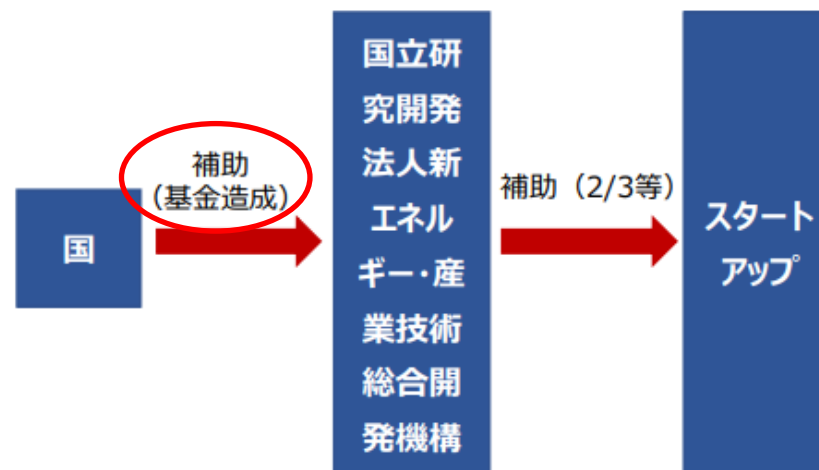 国
補助
（基金造成）
国立研
究開発
法人新
エネル
ギー・産
業技術
総合開
発機構
補助（2/3等）
スタート
アップ